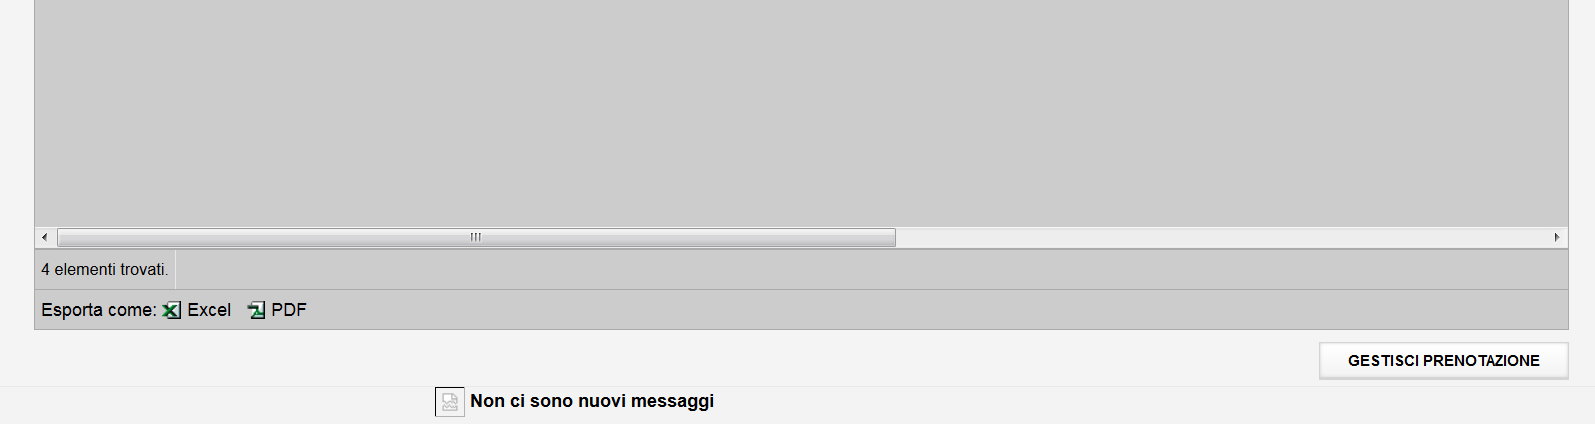 4 elementi trovati.
Esporta come: Excel PDF
GESTISCI PRENOTAZIONE
Non ci sono nuovi messaggi